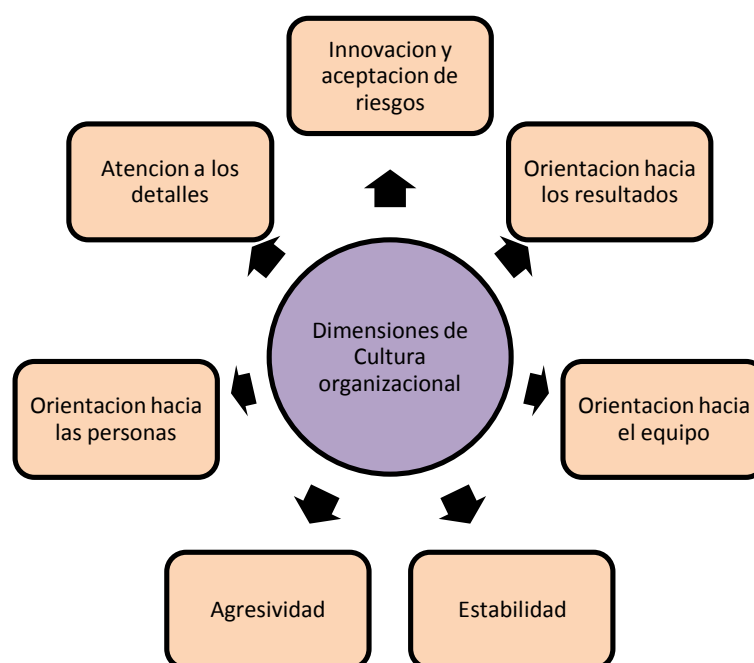 Innovacion y
aceptacion de
riesgos
Atencion a los
detalles
Orientacion hacia
los resultados
Dimensiones de
Cultura
organizacional
Orientacion hacia
las personas
Orientacion hacia
el equipo
Agresividad
Estabilidad